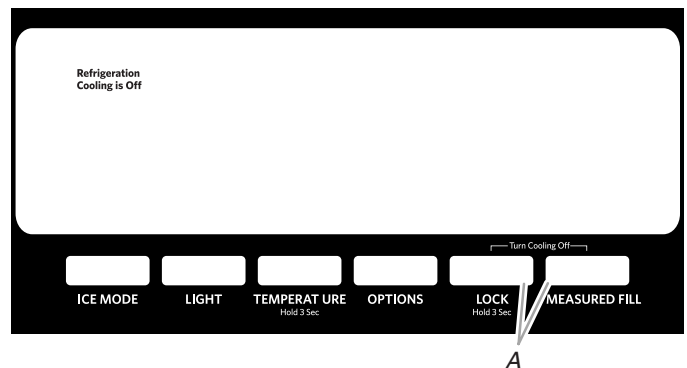 Refrigeration
Cooling is Off
Turn Cooling Off
ICE MODE LIGHT TEMPERAT URE OPTIONS LOCK MEASURED FILL
Hold 3 Sec Hold 3 Sec
A